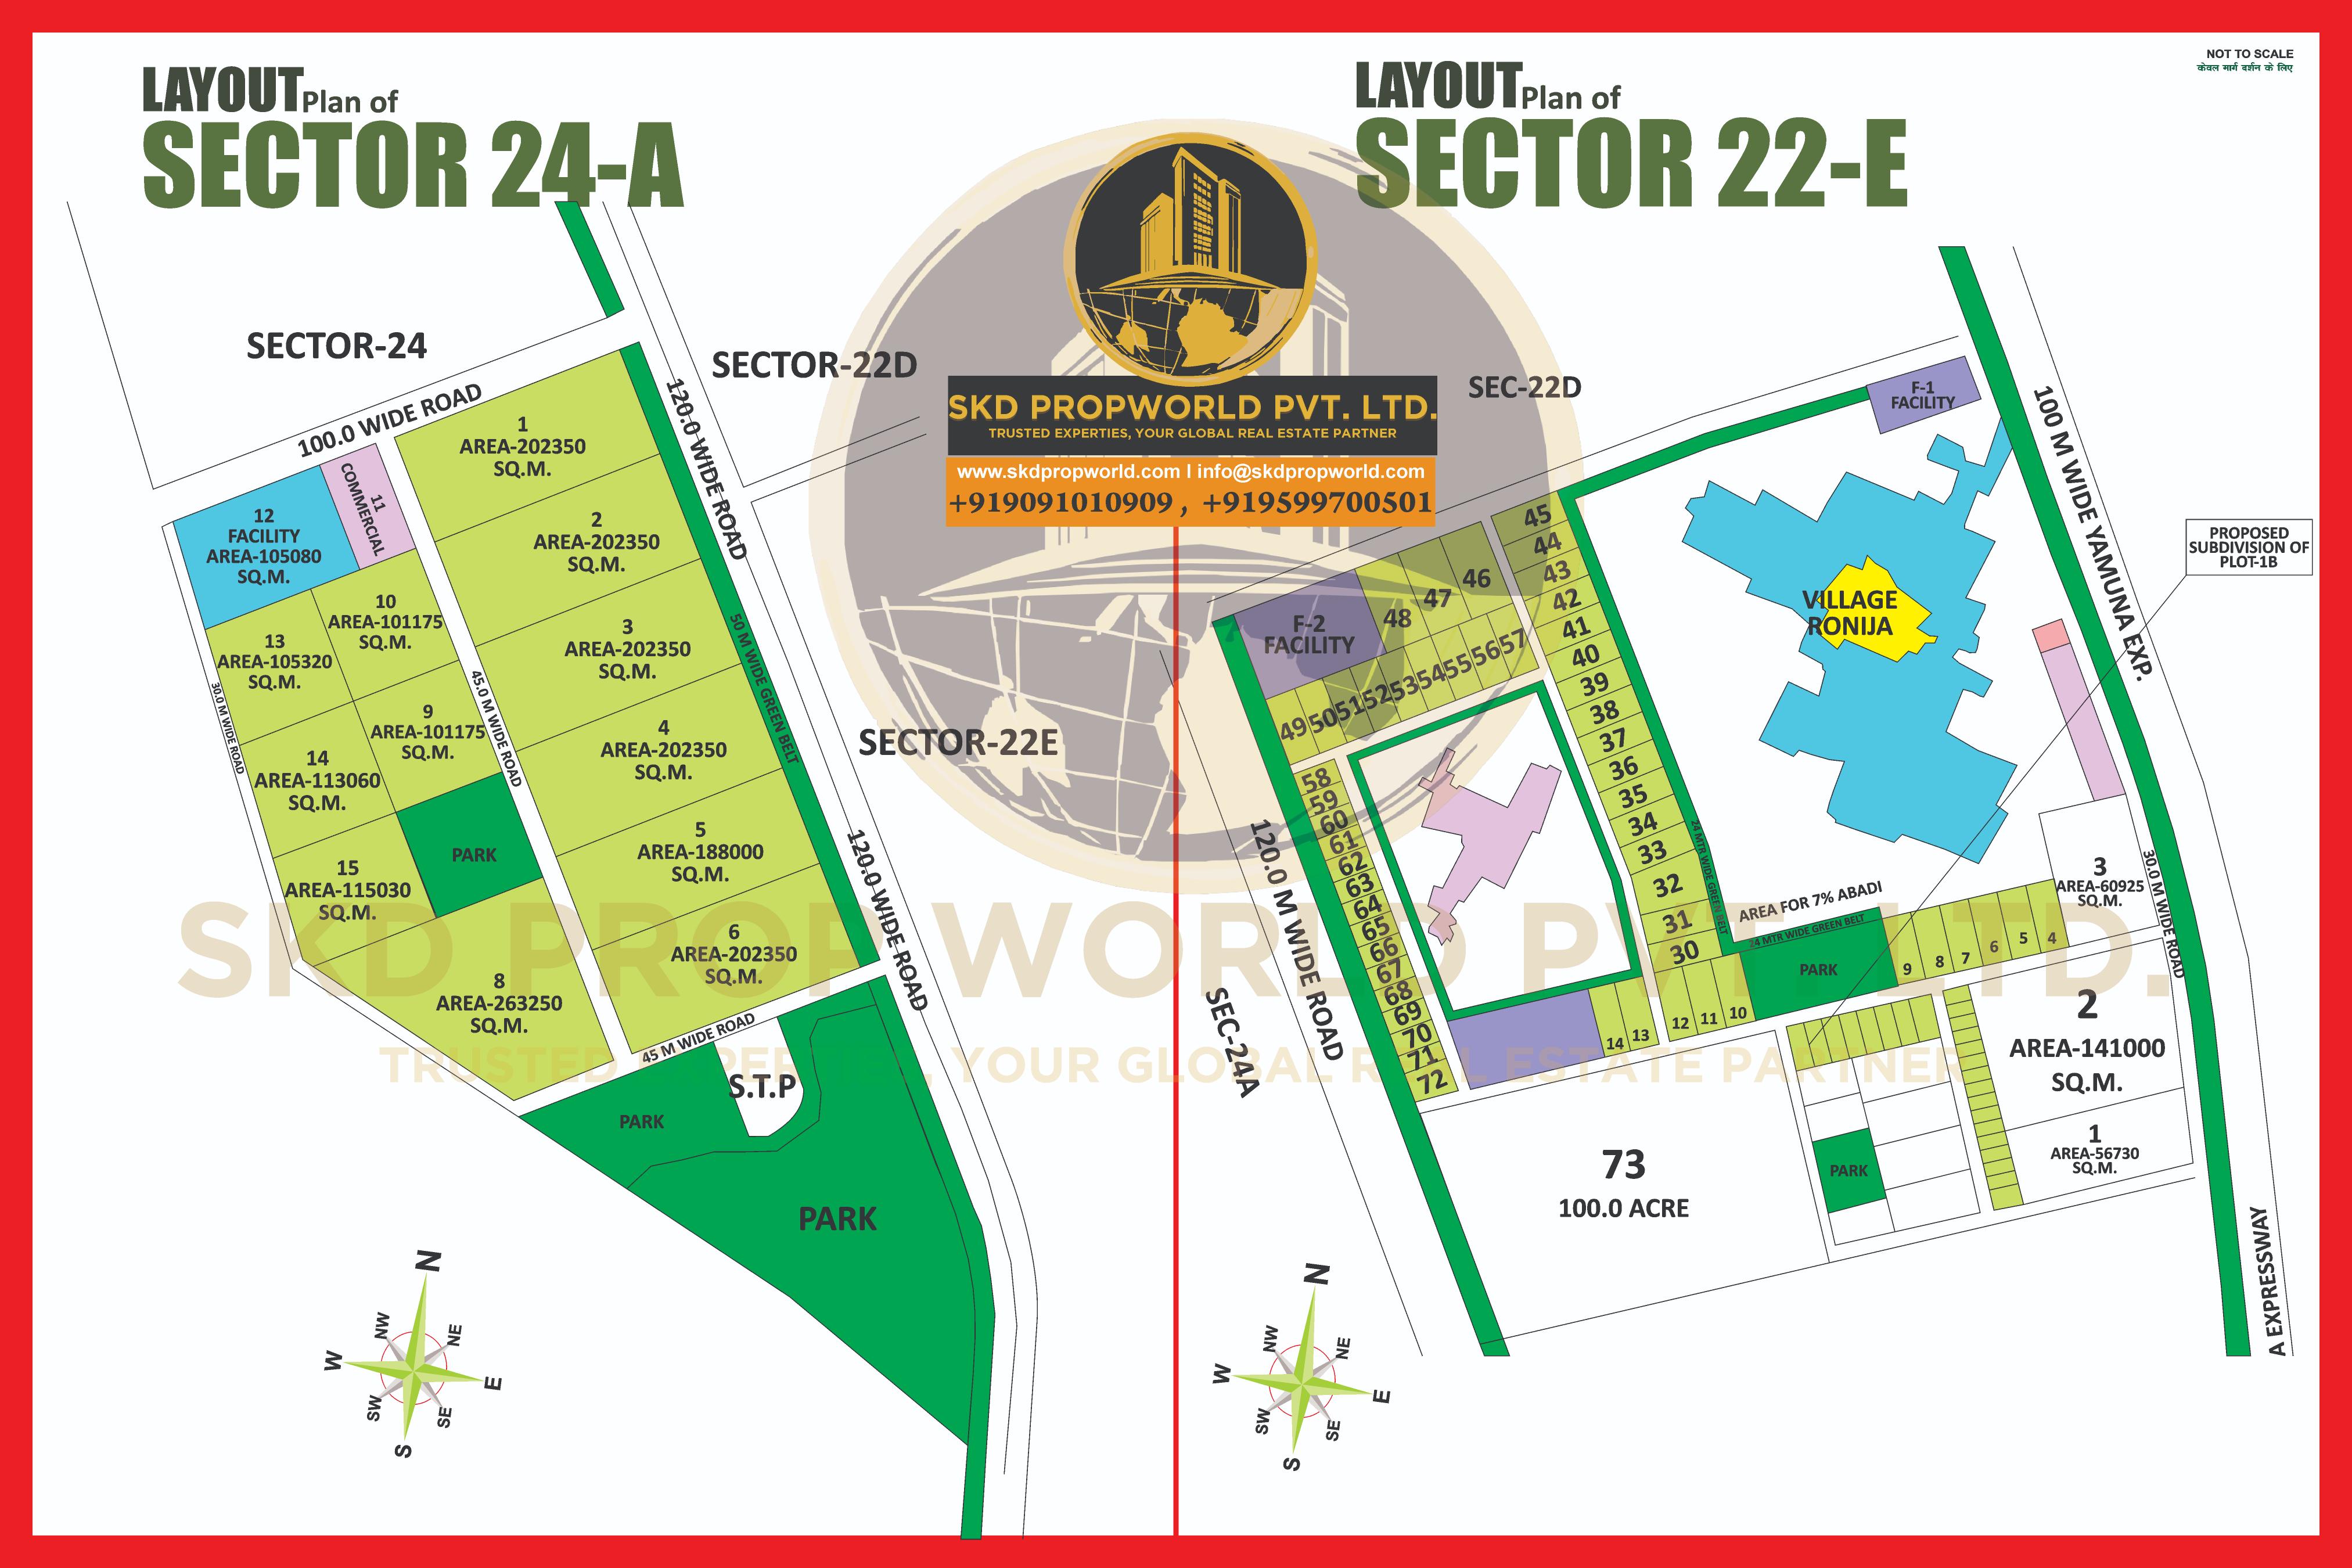 LAYOUT Plan of
SECTOR 24-A
LAYOUT Plan of
SECTOR 22-E
NOT TO SCALE
केवल मार्ग दर्शन के लिए
SKD PROPWORLD PVT. LTD.
TRUSTED EXPERTIES, YOUR GLOBAL REAL ESTATE PARTNER
www.skdpropworld.com | info@skdpropworld.com
+919091010909 , +919599700501
SECTOR-24
SECTOR-22D
100.0 WIDE ROAD
120.0 WIDE ROAD
1
AREA-202350
SQ.M.
11
COMMERCIAL
12
FACILITY
AREA-105080
SQ.M.
2
AREA-202350
SQ.M.
10
AREA-101175
SQ.M.
13
AREA-105320
SQ.M.
3
AREA-202350
SQ.M.
50 M WIDE GREEN BELT
30.0 M WIDE ROAD
45.0 M WIDE ROAD
9
AREA-101175
SQ.M.
4
AREA-202350
SQ.M.
SECTOR-22E
14
AREA-113060
SQ.M.
5
AREA-188000
SQ.M.
PARK
15
AREA-115030
SQ.M.
120.0 WIDE ROAD
6
AREA-202350
SQ.M.
8
AREA-263250
SQ.M.
45 M WIDE ROAD
S.T.P
PARK
PARK
N
NW
NE
W
E
SW
SE
S
SEC-22D
F-1
FACILITY
100 M WIDE YAMUNA EXP.
PROPOSED
SUBDIVISION OF
PLOT-1B
VILLAGE
RONIJA
F-2
FACILITY
48
47
46
45
44
43
42
41
40
39
38
37
36
35
34
33
32
31
30
49
50
51
52
53
54
55
56
57
58
59
60
61
62
63
64
65
66
67
68
69
70
71
72
120.0 M WIDE ROAD
SEC-24A
24 MTR WIDE GREEN BELT
AREA FOR 7% ABADI
24 MTR WIDE GREEN BELT
PARK
14
13
12
11
10
9
8
7
6
5
4
3
AREA-60925
SQ.M.
30.0 M WIDE ROAD
2
AREA-141000
SQ.M.
1
AREA-56730
SQ.M.
PARK
73
100.0 ACRE
A EXPRESSWAY
N
NW
NE
W
E
SW
SE
S
SKD PROP WORLD PVT. LTD.
TRUSTED EXPERTIES, YOUR GLOBAL REAL ESTATE PARTNER